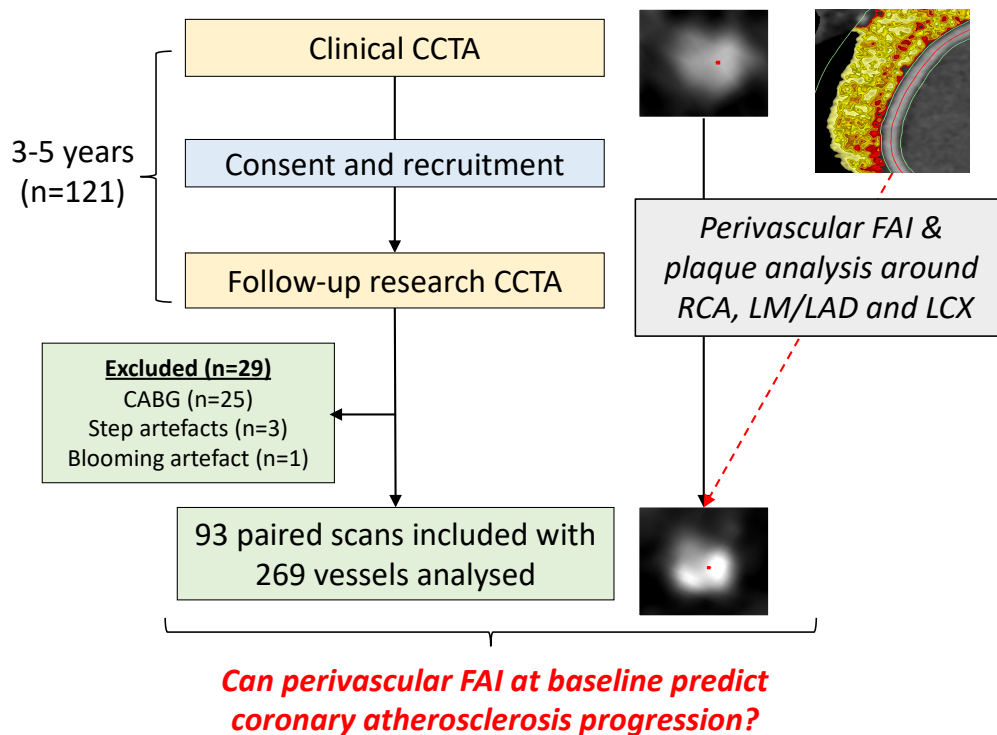 Clinical CCTA
3-5 years
(n=121)
Consent and recruitment
Follow-up research CCTA
Perivascular FAI &
plaque analysis around
RCA, LM/LAD and LCX
Excluded (n=29)
CABG (n=25)
Step artefacts (n=3)
Blooming artefact (n=1)
93 paired scans included with
269 vessels analysed
Can perivascular FAI at baseline predict
coronary atherosclerosis progression?